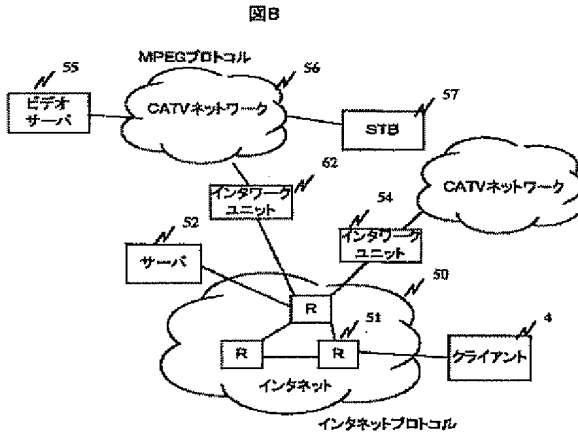 図8
MPEGプロトコル
55
56
57
ビデオ
サーバ
CATVネットワーク
STB
62
インタワーク
ユニット
54
CATVネットワーク
52
インタワーク
ユニット
サーバ
50
R
51
4
R
R
クライアント
インタネット
インタネットプロトコル